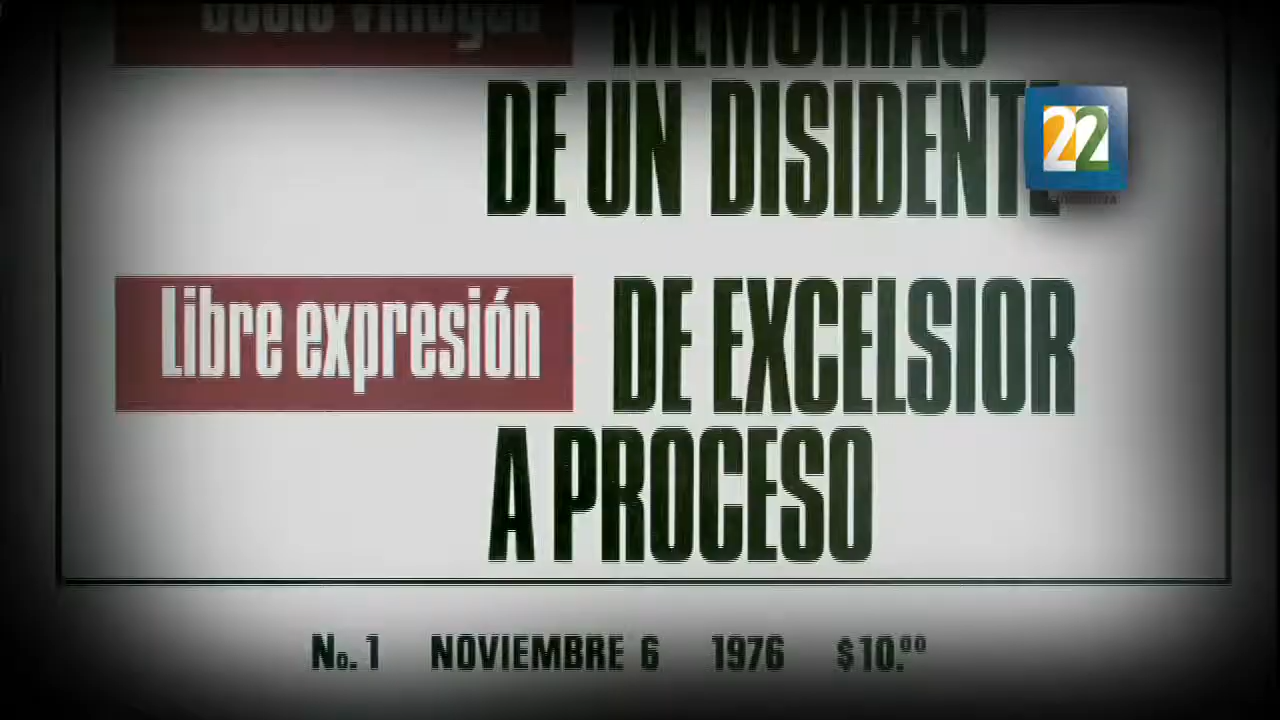 MEMORIAS
DE UN DISIDENTE
22
Libre expresión
DE EXCELSIOR
A PROCESO
No. 1 NOVIEMBRE 6 1976 $10.00